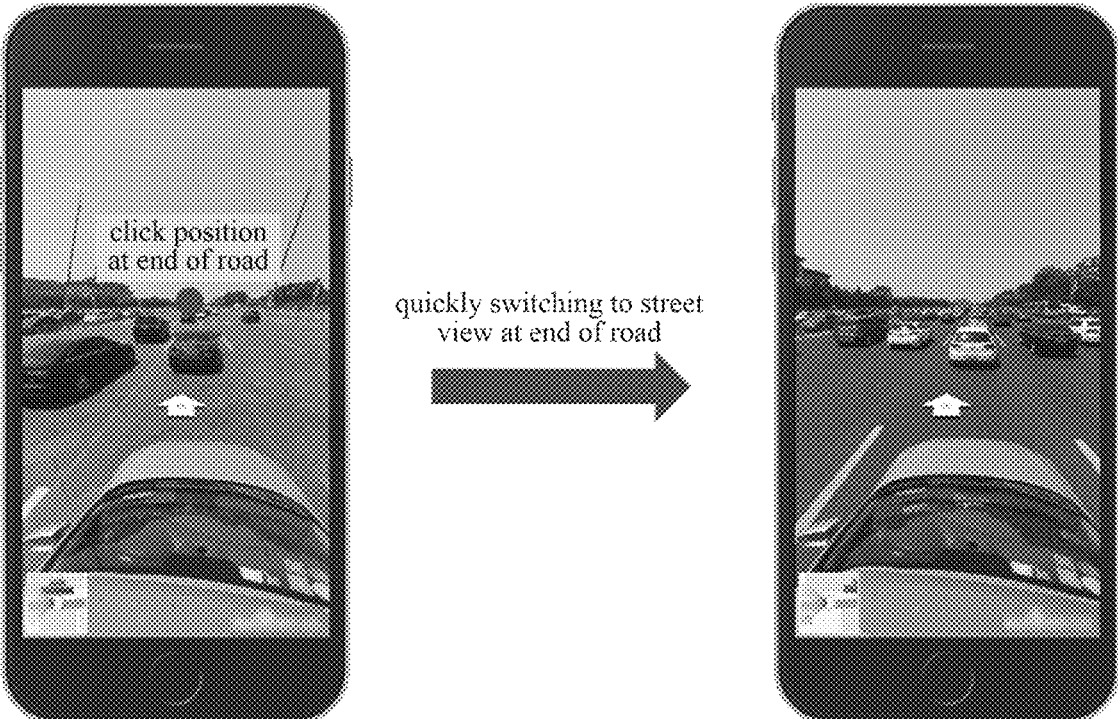 click position
at end of road
quickly switching to street
view at end of road